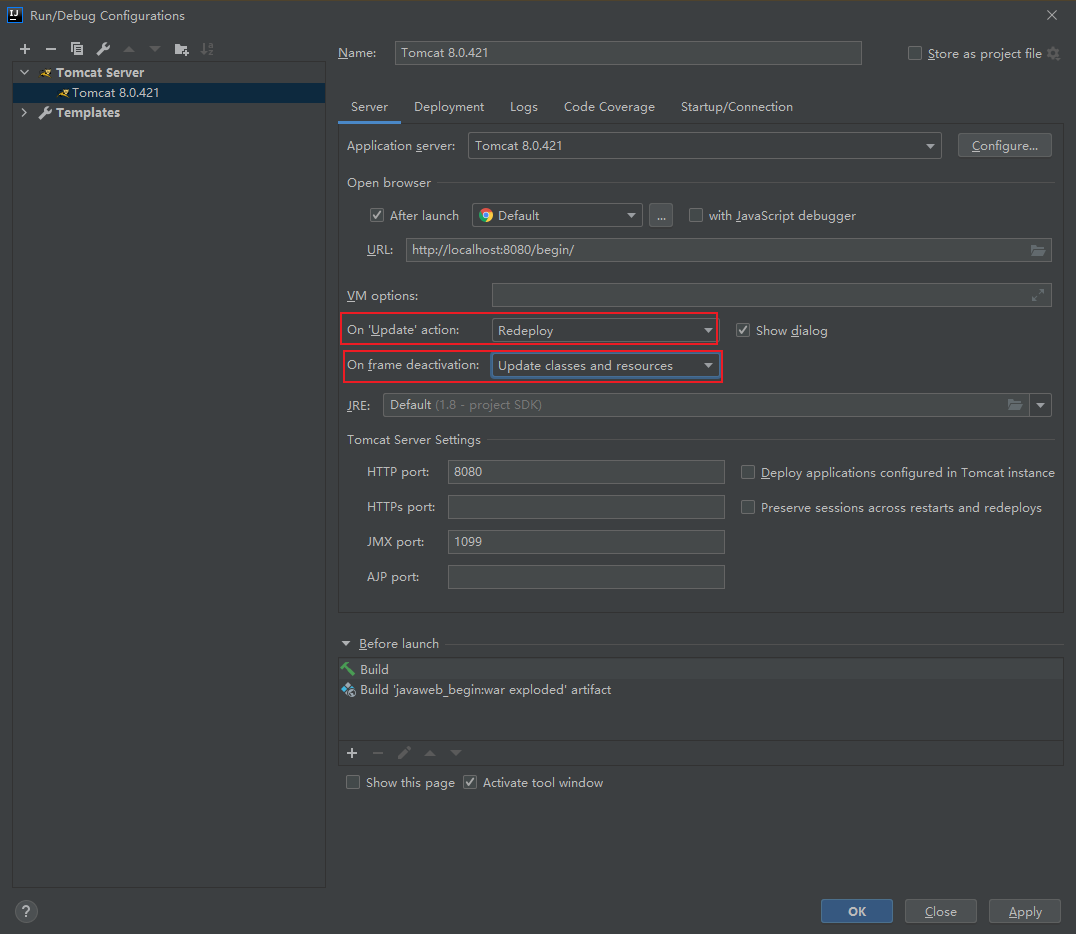 Run/Debug Configurations
Tomcat Server
Tomcat 8.0.421
Templates
Name: Tomcat 8.0.421 Store as project file
Server Deployment Logs Code Coverage Startup/Connection
Application server: Tomcat 8.0.421 Configure...
Open browser
After launch Default ... with JavaScript debugger
URL: http://localhost:8080/begin/
VM options:
On 'Update' action: Redeploy Show dialog
On frame deactivation: Update classes and resources
JRE: Default (1.8 - project SDK)
Tomcat Server Settings
HTTP port: 8080 Deploy applications configured in Tomcat instance
HTTPs port: Preserve sessions across restarts and redeploys
JMX port: 1099
AJP port:
Before launch
Build
Build 'javaweb_begin:war exploded' artifact
Show this page Activate tool window
? OK Close Apply